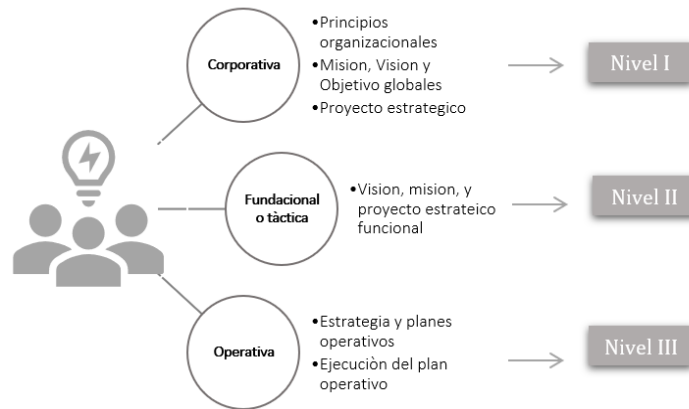 Corporativa
•Principios
organizacionales
•Mision, Vision y
Objetivo globales
•Proyecto estrategico
Nivel I
Fundacional
o tàctica
•Vision, mision, y
proyecto estrateico
funcional
Nivel II
Operativa
•Estrategia y planes
operativos
•Ejecuciòn del plan
operativo
Nivel III